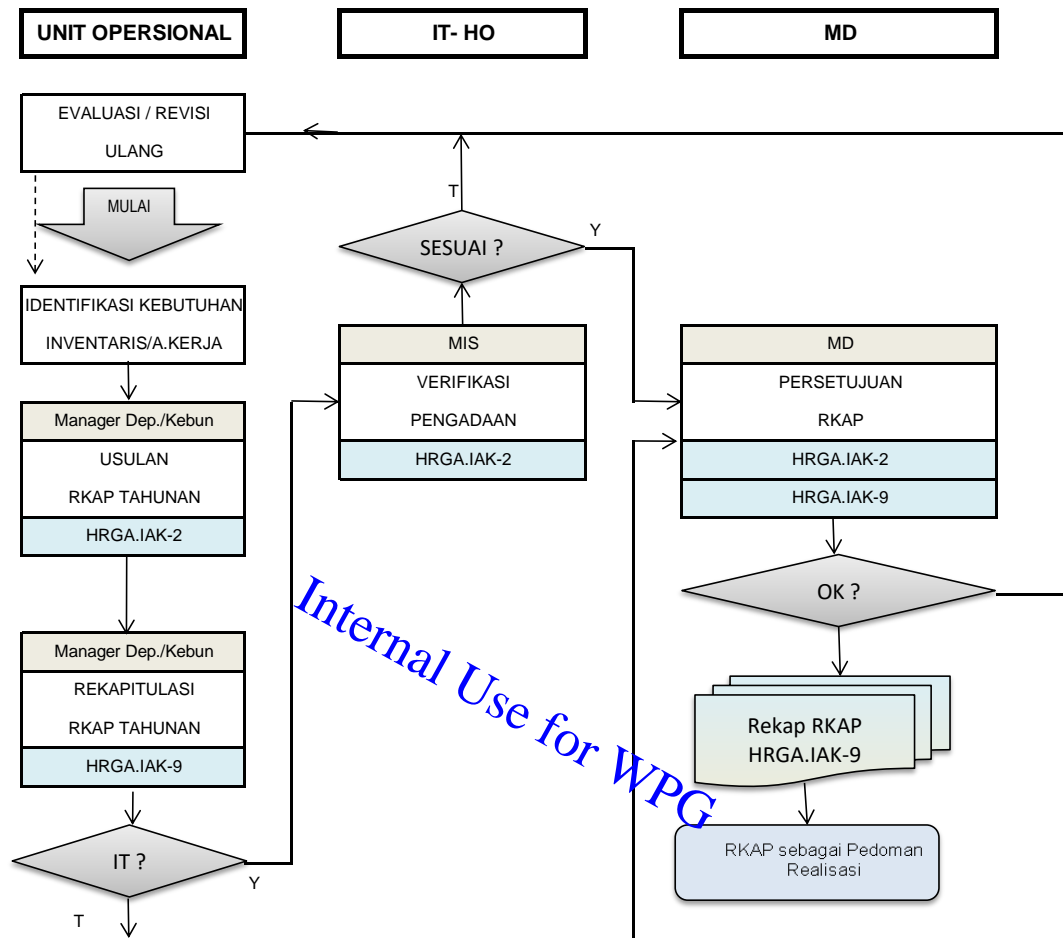 UNIT OPERSIONAL
IT- HO
MD
EVALUASI / REVISI
ULANG
MULAI
T
SESUAI ?
Y
IDENTIFIKASI KEBUTUHAN
INVENTARIS/A.KERJA
MIS
VERIFIKASI
PENGADAAN
HRGA.IAK-2
MD
PERSETUJUAN
RKAP
HRGA.IAK-2
HRGA.IAK-9
Manager Dep./Kebun
USULAN
RKAP TAHUNAN
HRGA.IAK-2
OK ?
Manager Dep./Kebun
REKAPITULASI
RKAP TAHUNAN
HRGA.IAK-9
Rekap RKAP
HRGA.IAK-9
IT ?
Y
T
RKAP sebagai Pedoman
Realisasi
Internal Use for WPG